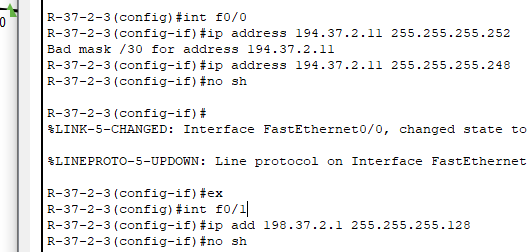 0
R-37-2-3(config)#int f0/0
R-37-2-3(config-if)#ip address 194.37.2.11 255.255.255.252
Bad mask /30 for address 194.37.2.11
R-37-2-3(config-if)#ip address 194.37.2.11 255.255.255.248
R-37-2-3(config-if)#no sh
R-37-2-3(config-if)#
%LINK-5-CHANGED: Interface FastEthernet0/0, changed state to
%LINEPROTO-5-UPDOWN: Line protocol on Interface FastEthernet
R-37-2-3(config-if)#ex
R-37-2-3(config)#int f0/1
R-37-2-3(config-if)#ip add 198.37.2.1 255.255.255.128
R-37-2-3(config-if)#no sh